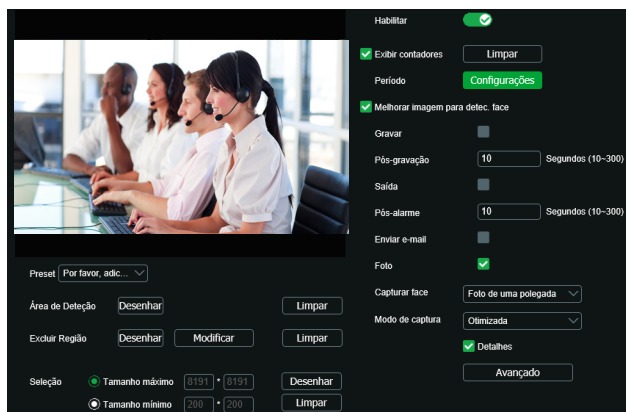 Habilitar
Exibir contadores Limpar
Período Configurações
Melhorar imagem para detec. face
Gravar
Pós-gravação 10 Segundos (10~300)
Saída
Pós-alarme 10 Segundos (10~300)
Enviar e-mail
Foto
Capturar face Foto de uma polegada
Modo de captura Otimizada
Detalhes
Avançado
Preset Por favor, adic...
Área de Deteção Desenhar Limpar
Excluir Região Desenhar Modificar Limpar
Seleção Tamanho máximo 8191 * 8191 Desenhar
Tamanho mínimo 200 * 200 Limpar